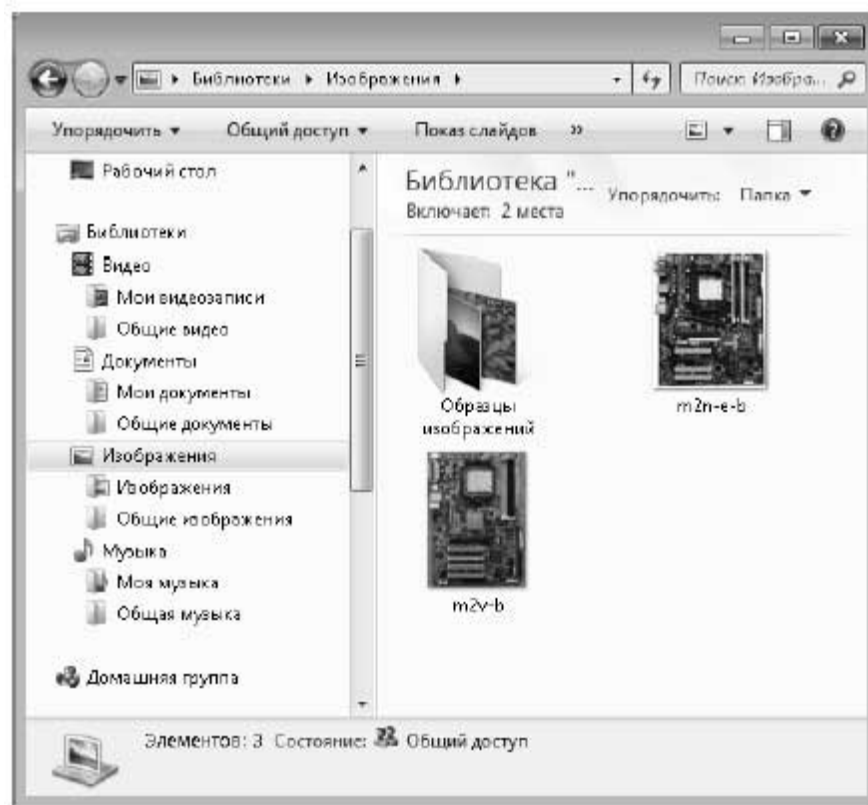 Библиотеки Изображения Поиск Изобра...
Упорядочить Общий доступ Показ слайдов »
Рабочий стол
Библиотеки
Видео
Мои видеозаписи
Общие видео
Документы
Мои документы
Общие документы
Изображения
Изображения
Общие изображения
Музыка
Моя музыка
Общая музыка
Домашняя группа
Библиотека "...
Включает: 2 места
Упорядочить: Папка
Образцы
изображений
m2n-e-b
m2v-b
Элементов: 3 Состояние: Общий доступ